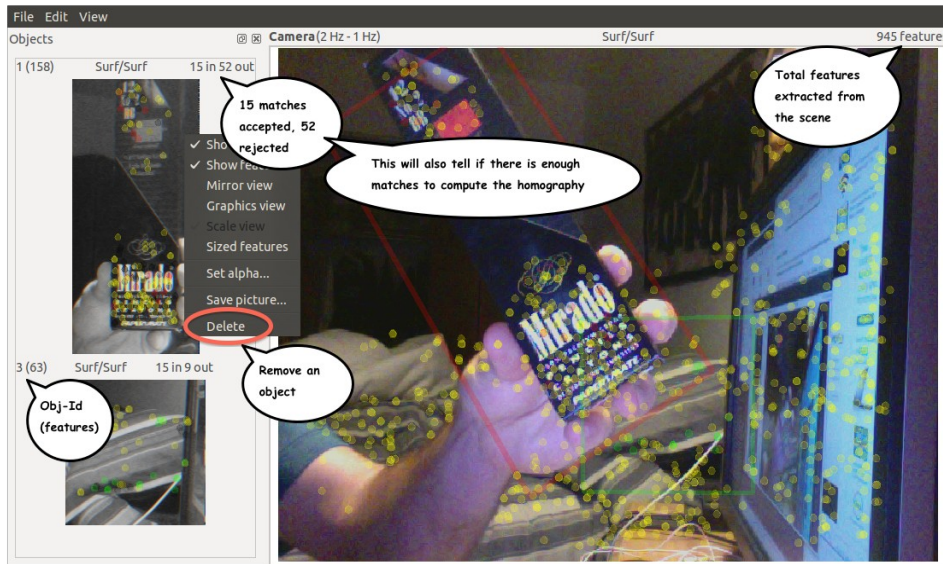 File Edit View
Objects
Camera(2 Hz - 1 Hz) Surf/Surf 945 feature
1 (158) Surf/Surf 15 in 52 out
15 matches
accepted, 52
rejected
Total features
extracted from
the scene
This will also tell if there is enough
matches to compute the homography
Mirror view
Graphics view
Scale view
Sized features
Set alpha...
Save picture...
Delete
Mirado
Mirado
3 (63) Surf/Surf 15 in 9 out
Remove an
object
Obj-Id
(features)